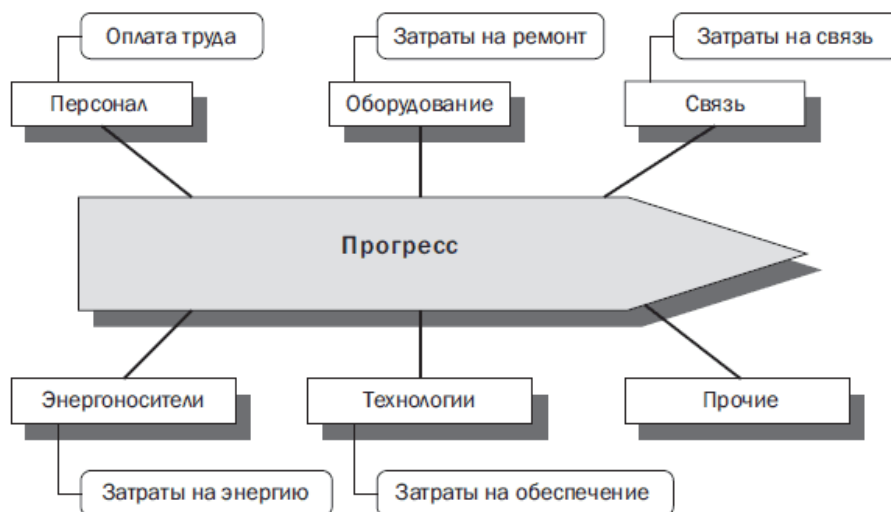 Оплата труда
Затраты на ремонт
Затраты на связь
Персонал
Оборудование
Связь
Прогресс
Энергоносители
Технологии
Прочие
Затраты на энергию
Затраты на обеспечение